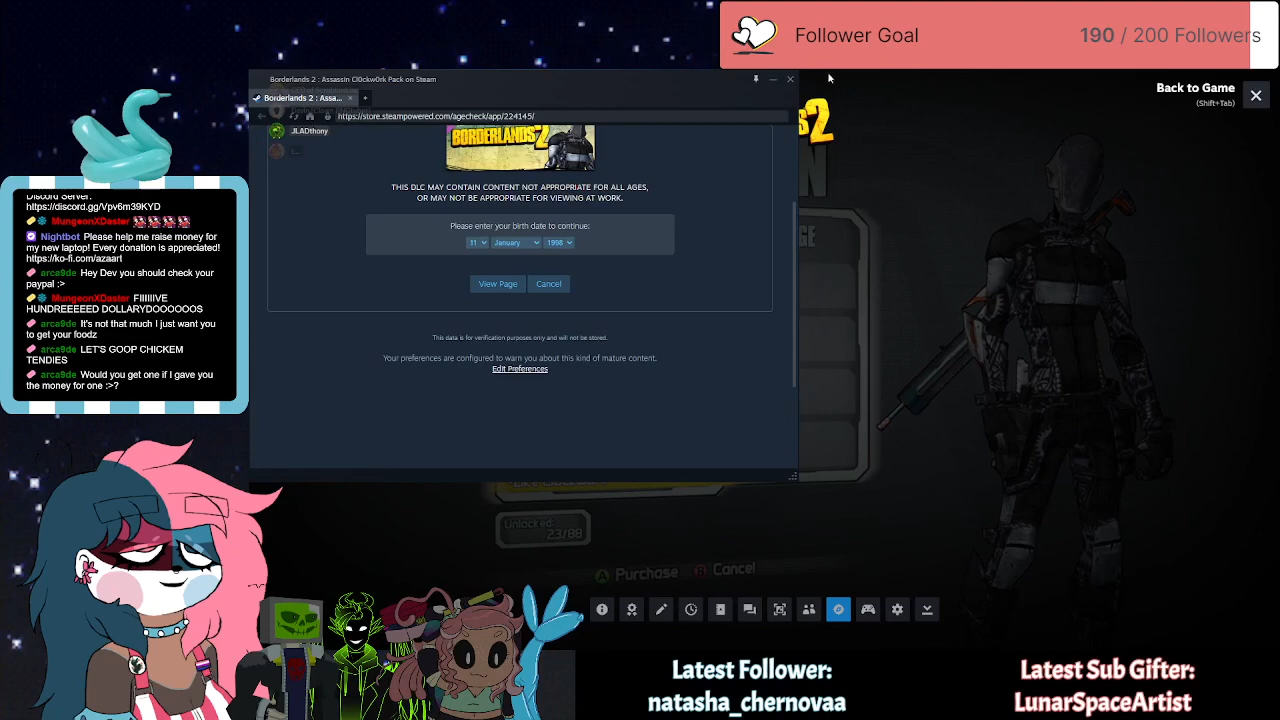 Follower Goal
190 / 200 Followers
Back to Game
(Shift+Tab)
Borderlands 2 : Assassin Cl0ckw0rk Pack on Steam
Borderlands 2 : Assa...
https://store.steampowered.com/agecheck/app/224145/
JLADthony
BORDERLANDS 2
THIS DLC MAY CONTAIN CONTENT NOT APPROPRIATE FOR ALL AGES,
OR MAY NOT BE APPROPRIATE FOR VIEWING AT WORK.
Please enter your birth date to continue:
11 January 1998
View Page Cancel
This data is for verification purposes only and will not be stored.
Your preferences are configured to warn you about this kind of mature content.
Edit Preferences
Discord Server:
https://discord.gg/Vpv6m39KYD
MungeonXDaster
Nightbot Please help me raise money for
my new laptop! Every donation is appreciated!
https://ko-fi.com/azaart
arca9de Hey Dev you should check your
paypal :>
MungeonXDaster FIIIIIIVE
HUNDREEEEED DOLLARYDOOOOOOS
arca9de It's not that much I just want you
to get your foodz
arca9de LET'S GOOP CHICKEM
TENDIES
arca9de Would you get one if I gave you
the money for one :>?
Unlocked:
23/88
A Purchase B Cancel
Latest Follower:
natasha_chernovaa
Latest Sub Gifter:
LunarSpaceArtist